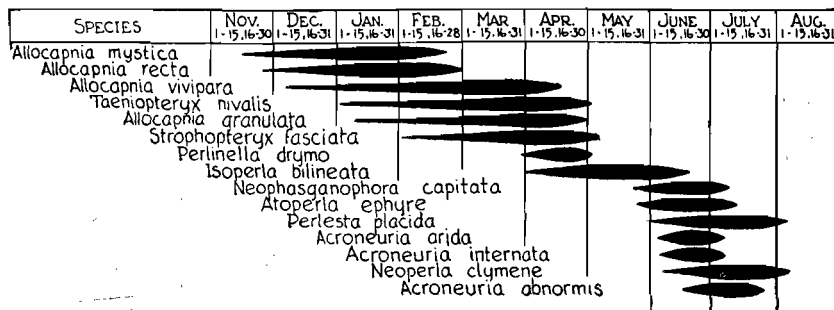 SPECIES NOV. DEC. JAN. FEB. MAR APR. MAY JUNE JULY AUG.
1-15,16-30 1-15,16-31 1-15,16-31 1-15,16-28 1-15,16-31 1-15,16-30 1-15,16-31 1-15,16-30 1-15,16-31 1-15,16-31
Allocapnia mystica
Allocapnia recta
Allocapnia vivipara
Taeniopteryx nivalis
Allocapnia granulata
Strophopteryx fasciata
Perlinella drymo
Isoperla bilineata
Neophasganophora capitata
Atoperla ephyre
Perlesta placida
Acroneuria arida
Acroneuria internata
Neoperla clymene
Acroneuria abnormis